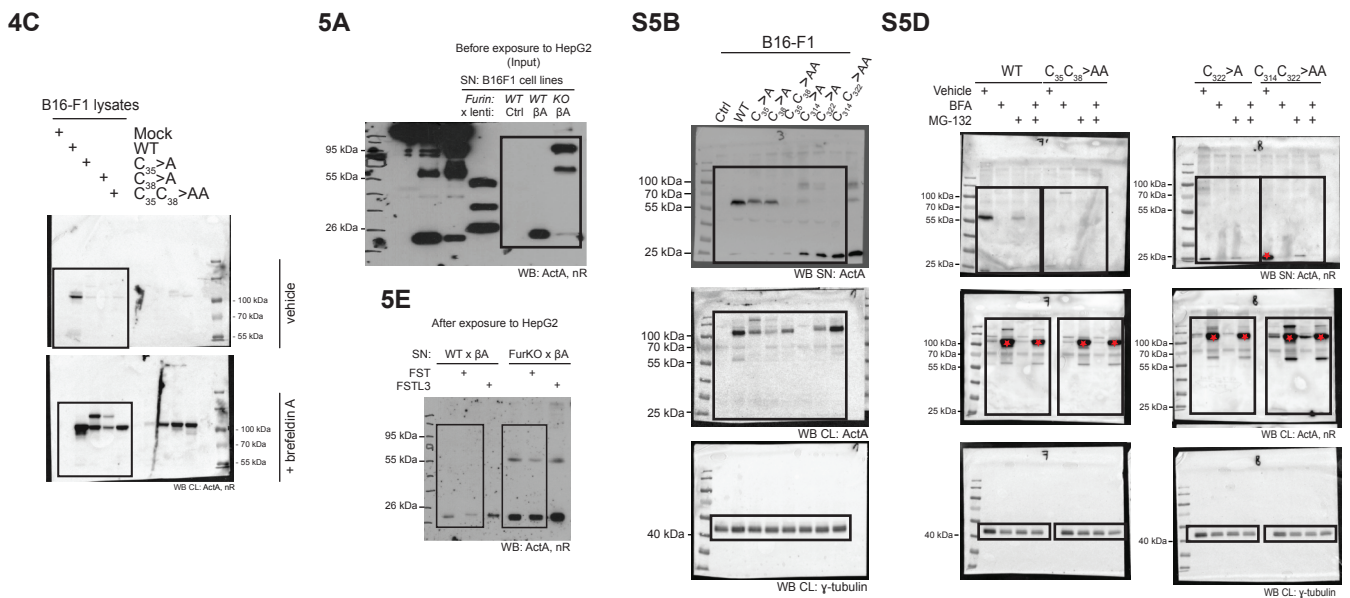 4C
B16-F1 lysates
+ Mock
+ WT
+ C35>A
+ C38>A
+ C35C38>AA
- 100 kDa
- 70 kDa
- 55 kDa
vehicle
- 100 kDa
- 70 kDa
- 55 kDa
+ brefeldin A
WB CL: ActA, nR
5A
Before exposure to HepG2
(Input)
SN: B16F1 cell lines
Furin: WT WT KO
x lenti: Ctrl βA βA
95 kDa
55 kDa
26 kDa
WB: ActA, nR
5E
After exposure to HepG2
SN: WT x βA FurKO x βA
FST + +
FSTL3 + +
95 kDa
55 kDa
26 kDa
WB: ActA, nR
S5B
B16-F1
Ctrl WT C35>A C38>A C35C38>AA C314>A C322>A C314C322>AA
3
100 kDa
70 kDa
55 kDa
25 kDa
WB SN: ActA
1
100 kDa
70 kDa
55 kDa
25 kDa
WB CL: ActA
1
40 kDa
WB CL: γ-tubulin
S5D
WT C35C38>AA C322>A C314C322>AA
Vehicle + + + +
BFA + + + + + + + +
MG-132 + + + + + + + +
7'
100 kDa
70 kDa
55 kDa
25 kDa
8
100 kDa
70 kDa
55 kDa
25 kDa
WB SN: ActA, nR
7
100 kDa
70 kDa
55 kDa
25 kDa
8
100 kDa
70 kDa
55 kDa
25 kDa
WB CL: ActA, nR
7
40 kDa
8
40 kDa
WB CL: γ-tubulin